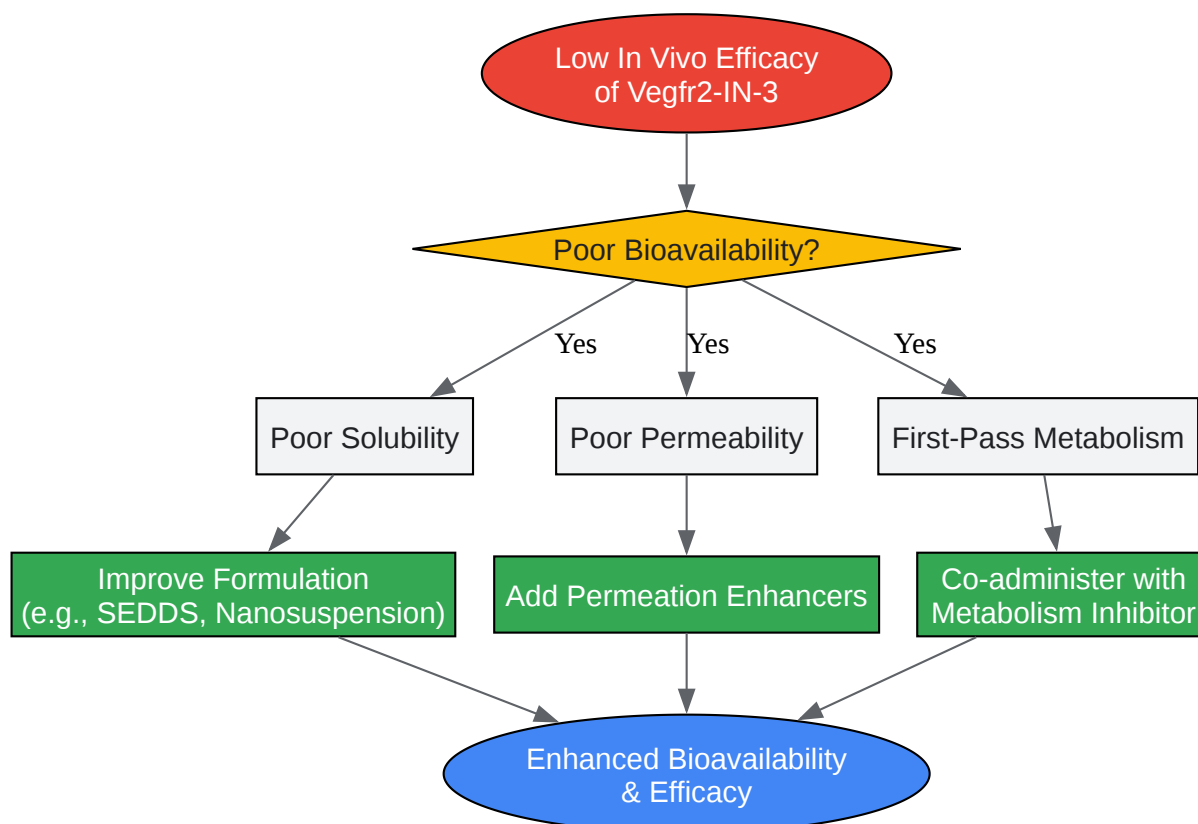 Low In Vivo Efficacy
of Vegfr2-IN-3
Poor Bioavailability?
Yes
Yes
Yes
Poor Solubility
Poor Permeability
First-Pass Metabolism
Improve Formulation
(e.g., SEDDS, Nanosuspension)
Add Permeation Enhancers
Co-administer with
Metabolism Inhibitor
Enhanced Bioavailability
& Efficacy